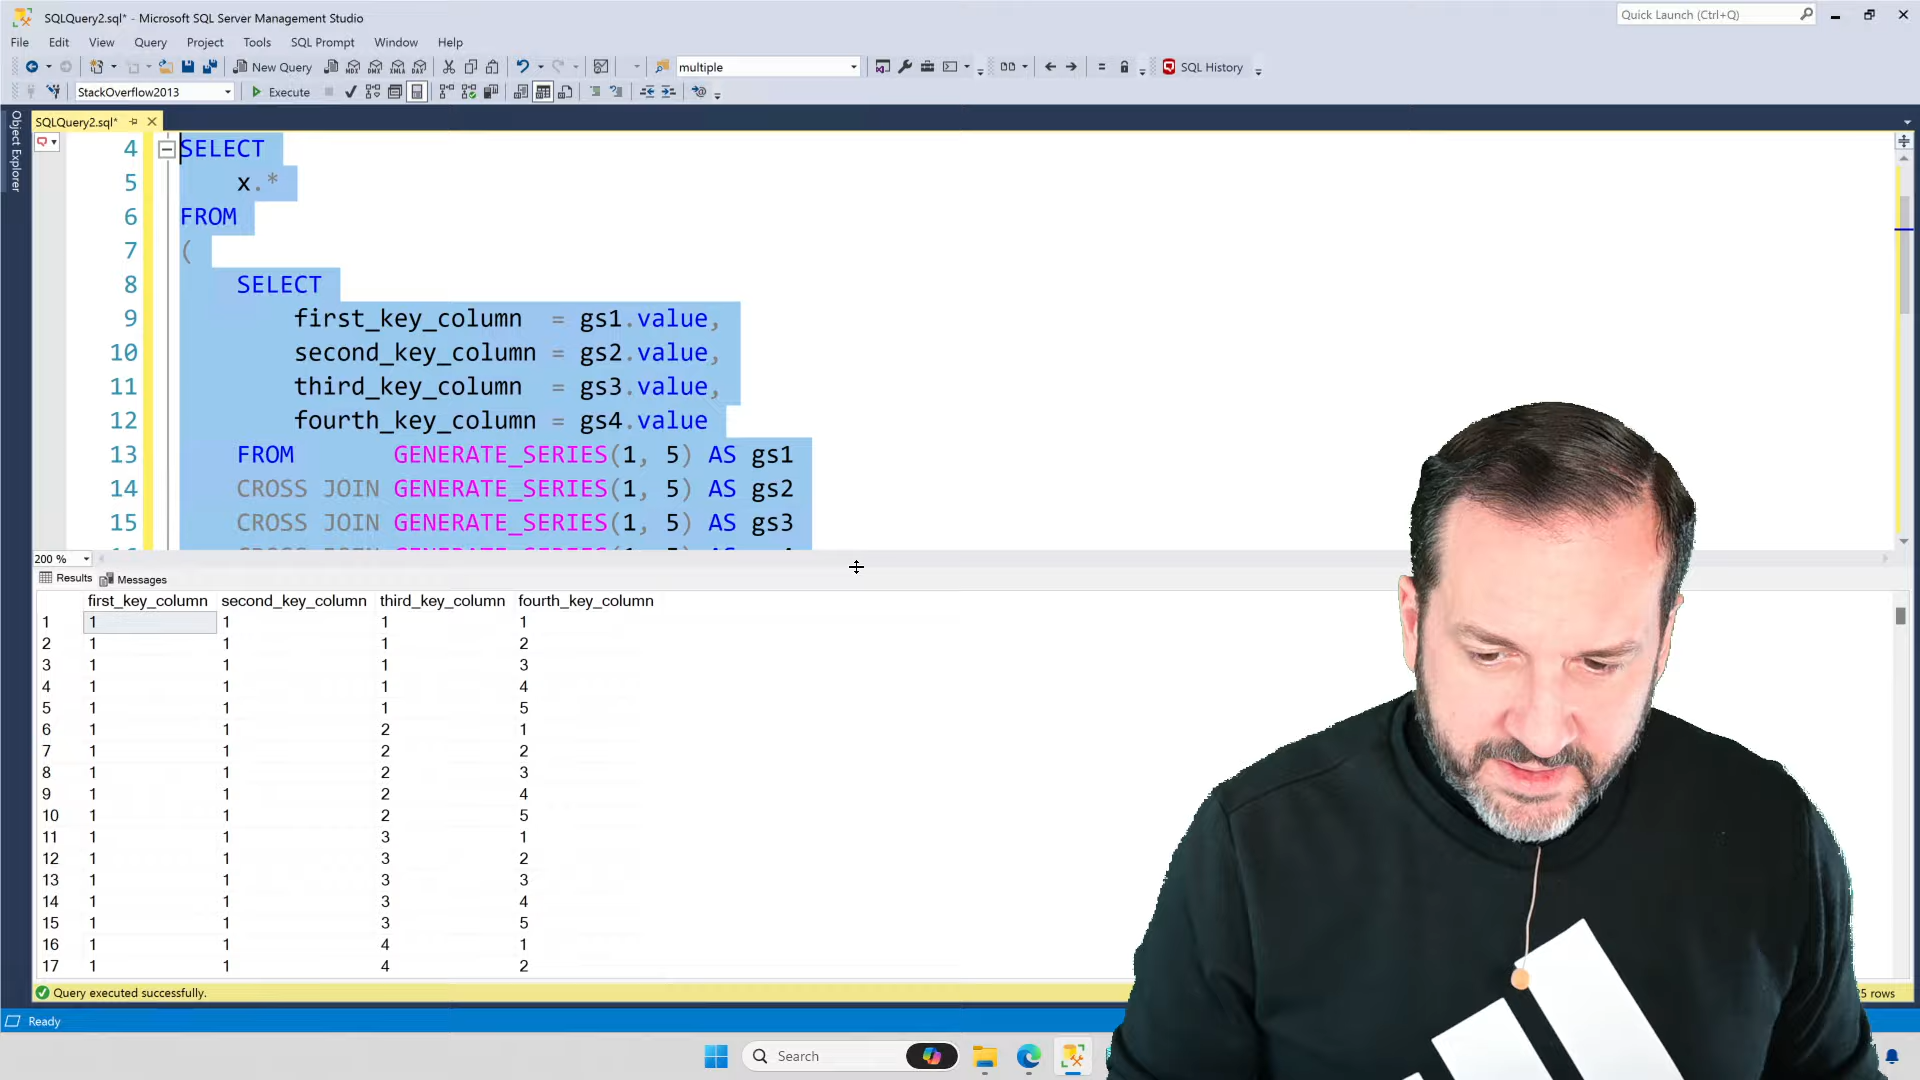 SQLQuery2.sql* - Microsoft SQL Server Management Studio
Quick Launch (Ctrl+Q)
File Edit View Query Project Tools SQL Prompt Window Help
New Query
multiple
SQL History
StackOverflow2013
Execute
SQLQuery2.sql*
Object Explorer
4 SELECT
5 x.*
6 FROM
7 (
8 SELECT
9 first_key_column = gs1.value,
10 second_key_column = gs2.value,
11 third_key_column = gs3.value,
12 fourth_key_column = gs4.value
13 FROM GENERATE_SERIES(1, 5) AS gs1
14 CROSS JOIN GENERATE_SERIES(1, 5) AS gs2
15 CROSS JOIN GENERATE_SERIES(1, 5) AS gs3
200 %
Results Messages
first_key_column second_key_column third_key_column fourth_key_column
1 1 1 1 1
2 1 1 1 2
3 1 1 1 3
4 1 1 1 4
5 1 1 1 5
6 1 1 2 1
7 1 1 2 2
8 1 1 2 3
9 1 1 2 4
10 1 1 2 5
11 1 1 3 1
12 1 1 3 2
13 1 1 3 3
14 1 1 3 4
15 1 1 3 5
16 1 1 4 1
17 1 1 4 2
Query executed successfully.
rows
Ready
Search